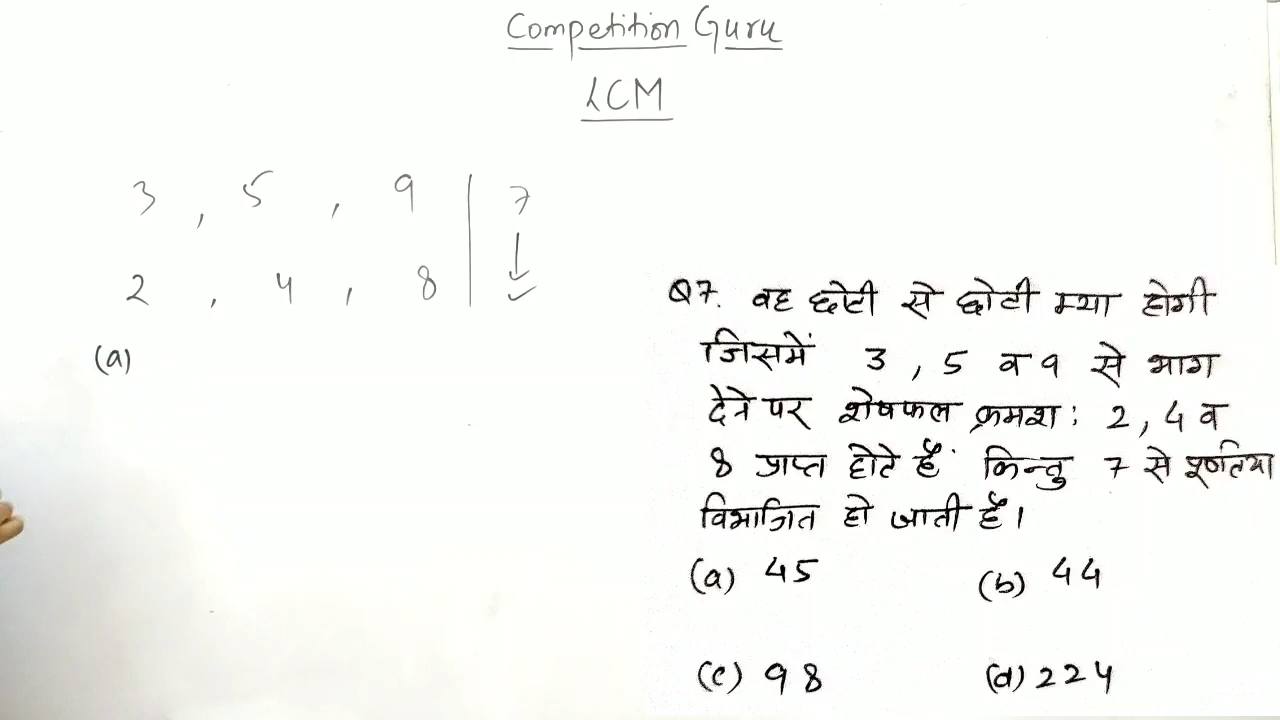 Competition Guru
LCM
3 , 5 , 9 | 7
2 , 4 , 8
(a)
Q7. वह छोटी से छोटी म्या होगी
जिसमें 3 , 5 व 9 से भाग
देने पर शेषफल क्रमश: 2, 4 व
8 प्राप्त होते हैं किन्तु 7 से पूर्णतया
विभाजित हो जाती है।
(a) 45 (b) 44
(c) 98 (d) 224